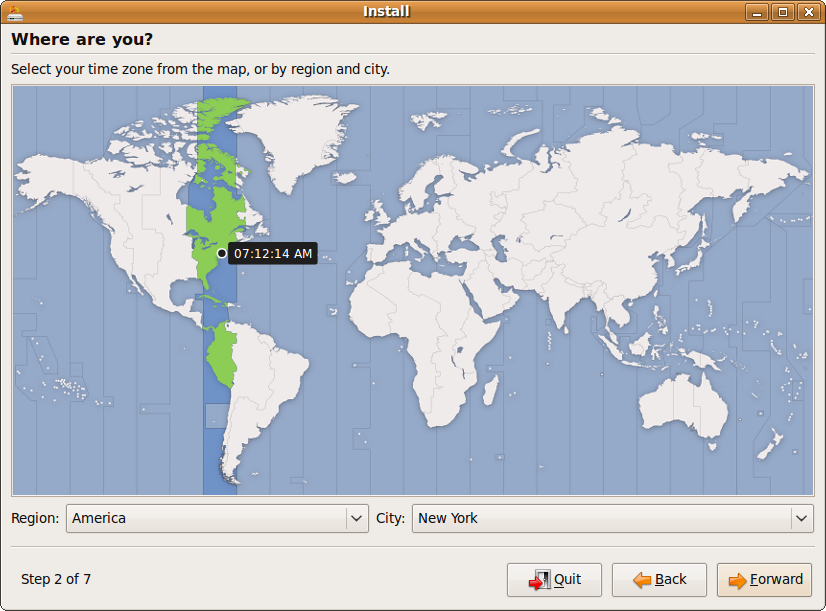 Install
Where are you?
Select your time zone from the map, or by region and city.
07:12:14 AM
Region: America City: New York
Step 2 of 7 Quit Back Forward